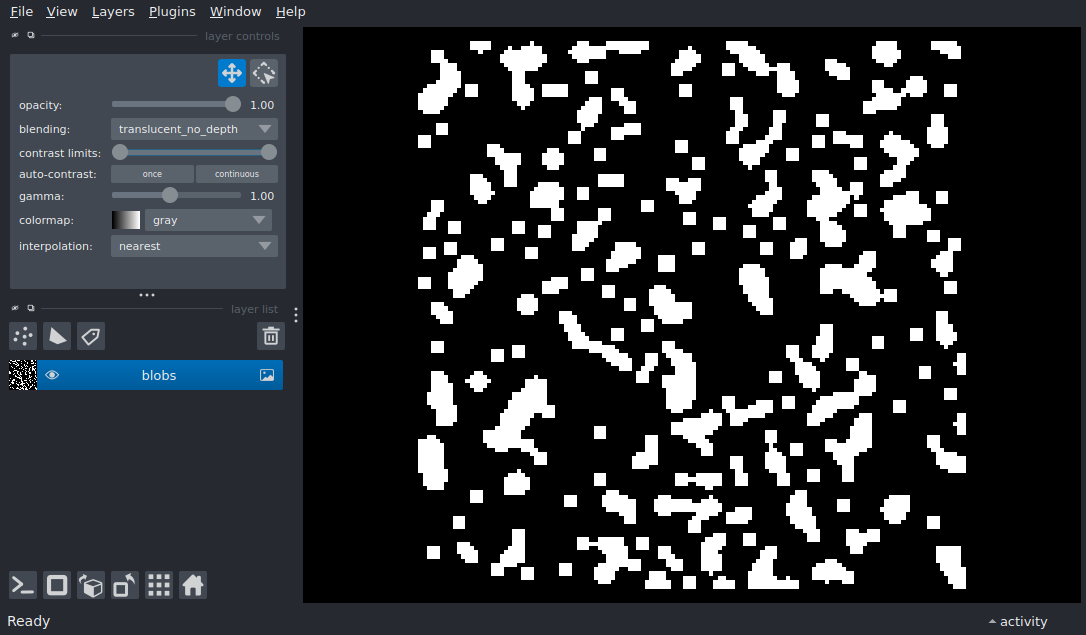 File View Layers Plugins Window Help
layer controls
opacity: 1.00
blending: translucent_no_depth
contrast limits:
auto-contrast: once continuous
gamma: 1.00
colormap: gray
interpolation: nearest
layer list
blobs
Ready
activity